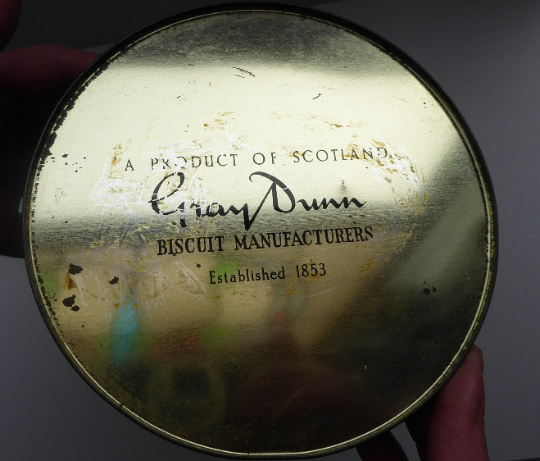 A PRODUCT OF SCOTLAND
Gray Dunn
BISCUIT MANUFACTURERS
Established 1853